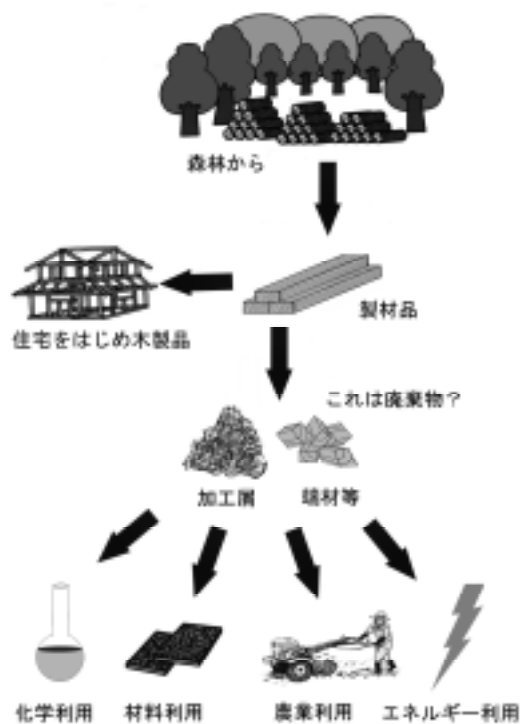 森林から
製材品
住宅をはじめ木製品
これは廃棄物？
加工屑
端材等
化学利用
材料利用
農業利用
エネルギー利用